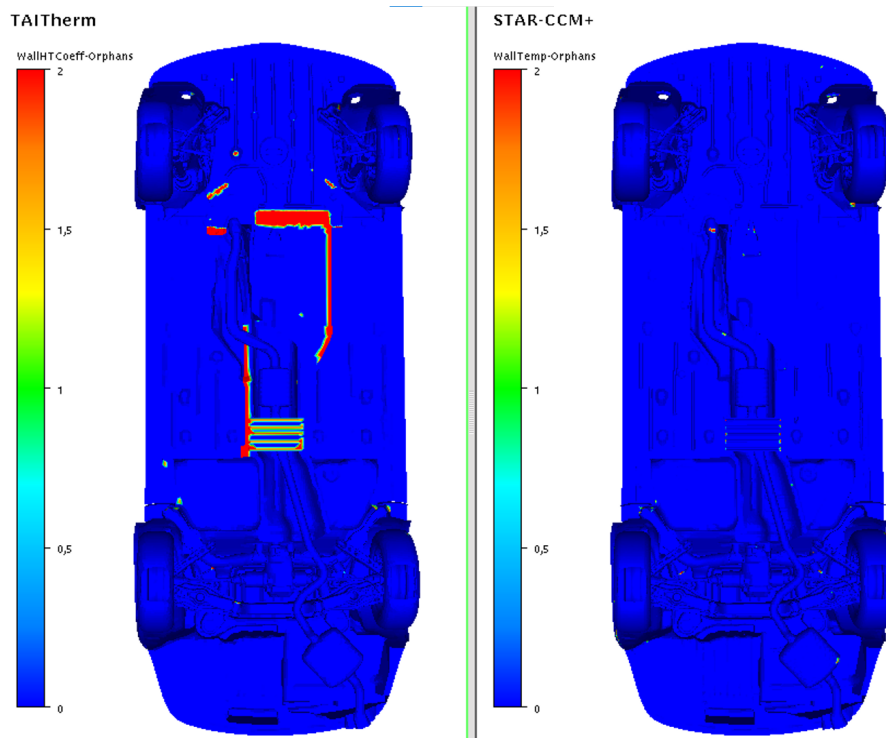 TAITherm
WallHTCoeff-Orphans
2
1,5
1
0,5
0
STAR-CCM+
WallTemp-Orphans
2
1,5
1
0,5
0